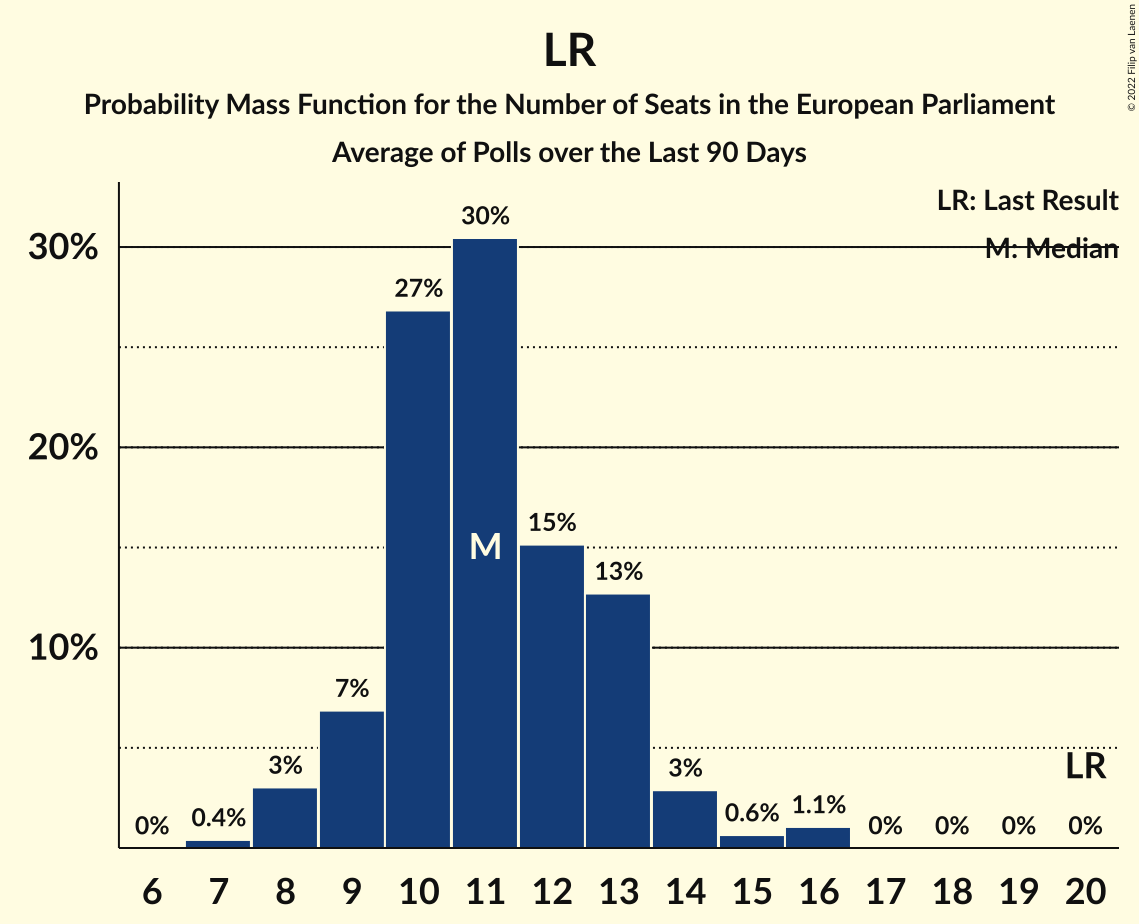 LR
Probability Mass Function for the Number of Seats in the European Parliament
Average of Polls over the Last 90 Days
© 2022 Filip van Laenen
LR: Last Result
M: Median
30%
20%
10%
0%
0.4%
3%
7%
27%
30%
15%
13%
3%
0.6%
1.1%
0%
0%
0%
0%
M
LR
6 7 8 9 10 11 12 13 14 15 16 17 18 19 20